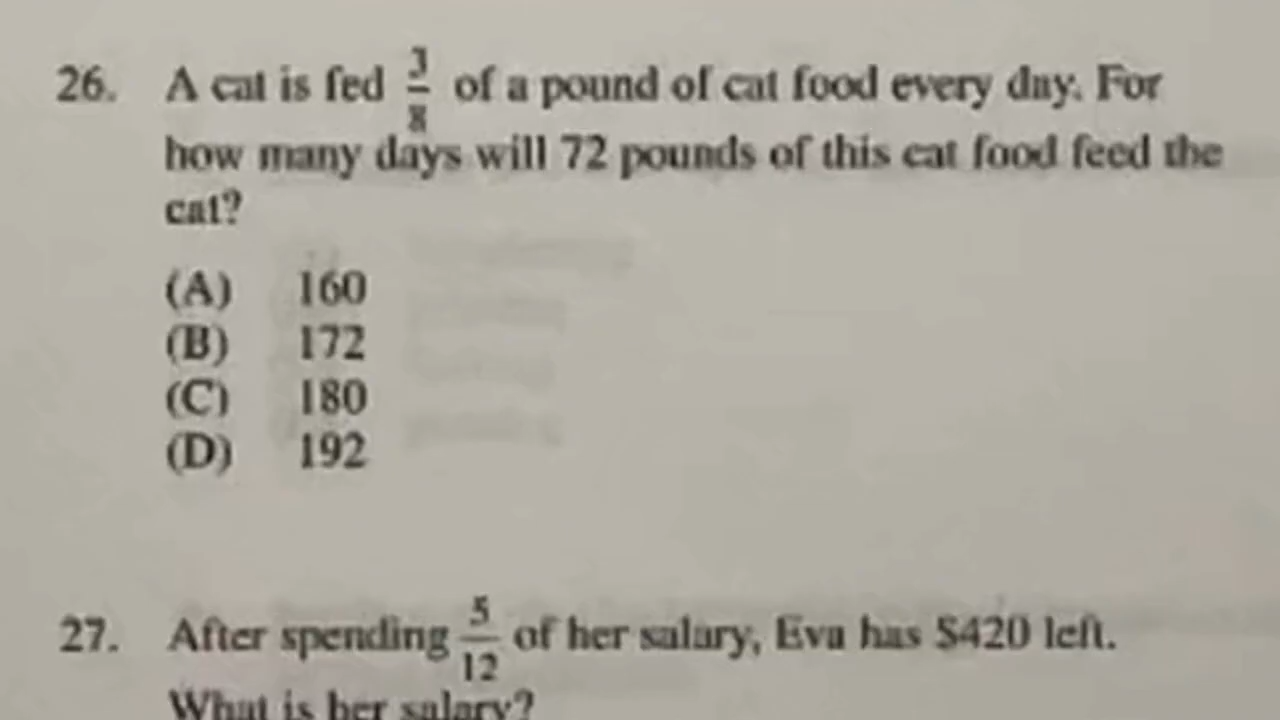 26. A cat is fed 3/8 of a pound of cat food every day. For
how many days will 72 pounds of this cat food feed the
cat?
(A) 160
(B) 172
(C) 180
(D) 192
27. After spending 5/12 of her salary, Eva has $420 left.
What is her salary?